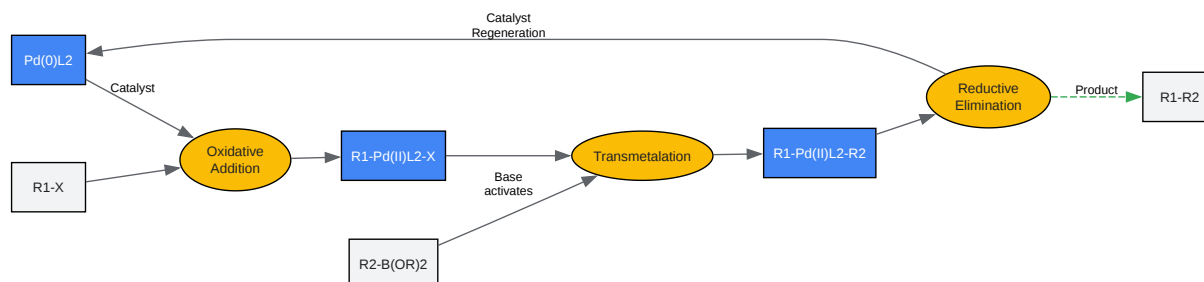 Catalyst
Regeneration
Pd(0)L2
Catalyst
Reductive
Elimination
Product
R1-R2
Oxidative
Addition
R1-Pd(II)L2-X
Transmetalation
R1-Pd(II)L2-R2
R1-X
Base
activates
R2-B(OR)2